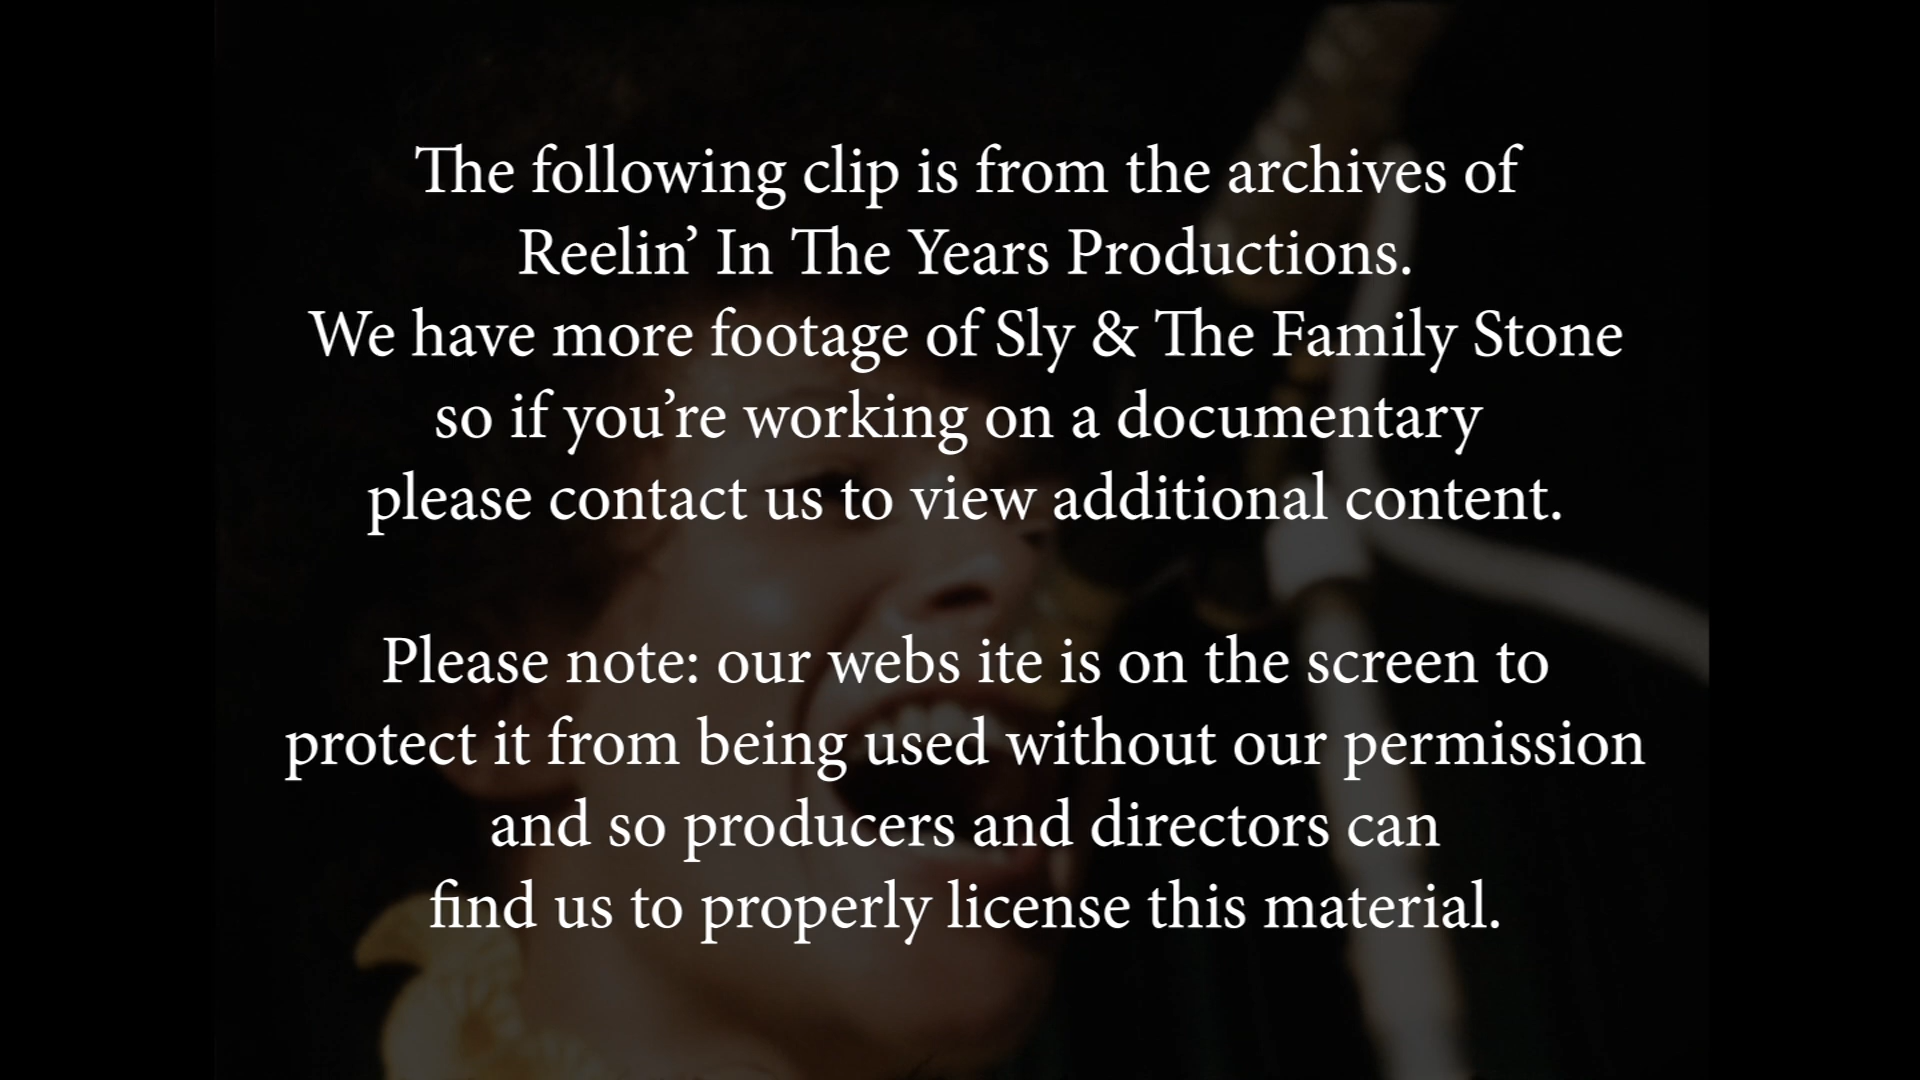 The following clip is from the archives of
Reelin’ In The Years Productions.
We have more footage of Sly & The Family Stone
so if you’re working on a documentary
please contact us to view additional content.
Please note: our webs ite is on the screen to
protect it from being used without our permission
and so producers and directors can
find us to properly license this material.